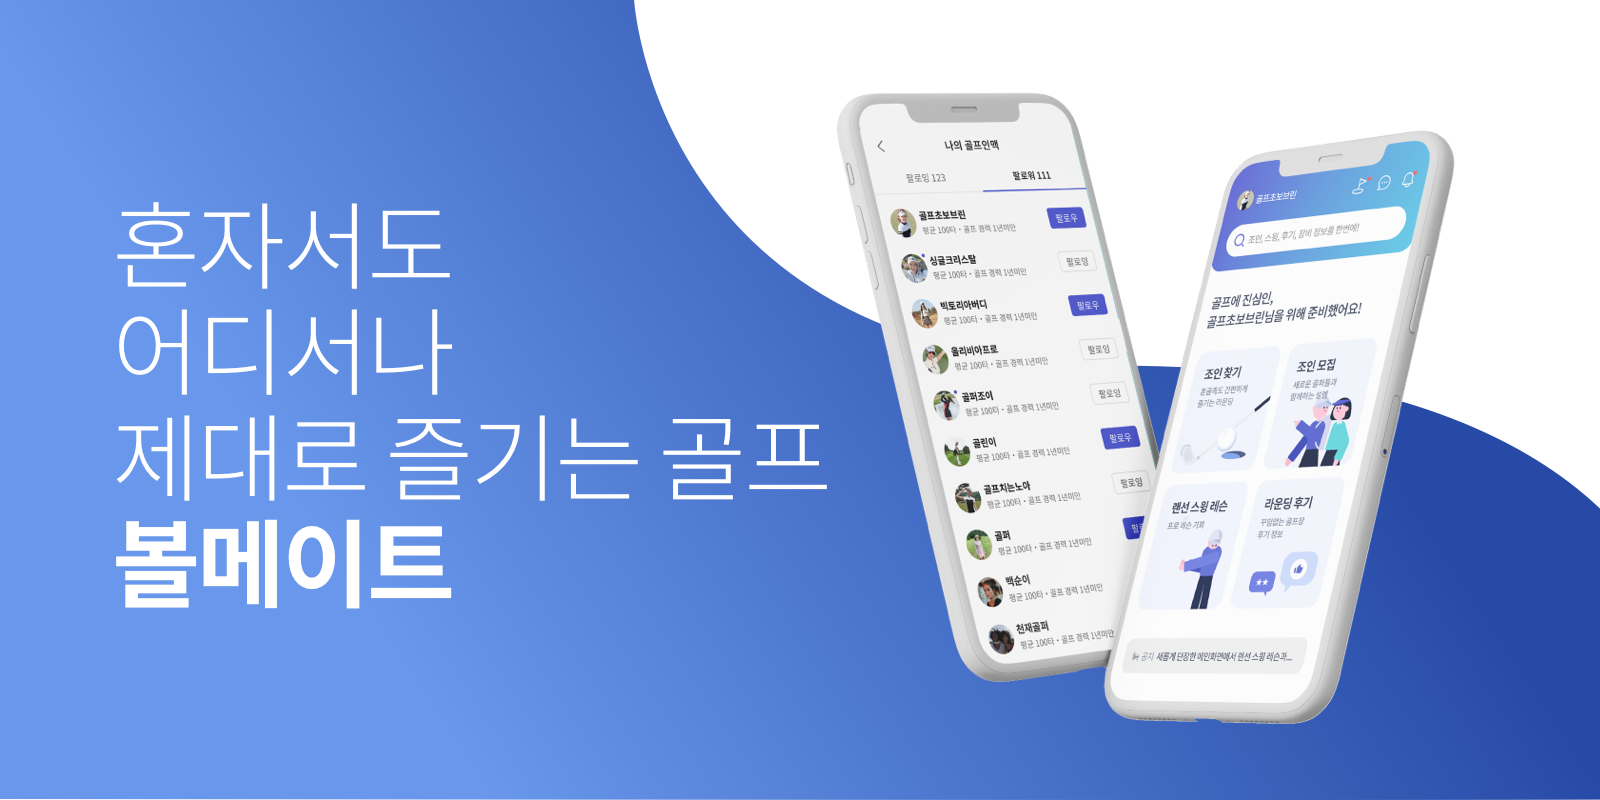 혼자서도
어디서나
제대로 즐기는 골프
볼메이트
나의 골프인맥
팔로잉 123
팔로워 111
골프초보브린
평균 100타 • 골프 경력 1년미만
팔로우
싱글크리스탈
평균 100타 • 골프 경력 1년미만
팔로잉
빅토리아버디
평균 100타 • 골프 경력 1년미만
팔로우
올리비아프로
평균 100타 • 골프 경력 1년미만
팔로잉
골퍼조이
평균 100타 • 골프 경력 1년미만
팔로잉
골린이
평균 100타 • 골프 경력 1년미만
팔로우
골프치는노아
평균 100타 • 골프 경력 1년미만
팔로잉
골퍼
평균 100타 • 골프 경력 1년미만
백순이
평균 100타 • 골프 경력 1년미만
천재골퍼
평균 100타 • 골프 경력 1년미만
골프초보브린
조인, 스윙, 후기, 장비 정보를 한번에!
골프에 진심인,
골프초보브린님을 위해 준비했어요!
조인 찾기
혼골족도 간편하게
즐기는 라운딩
조인 모집
새로운 골퍼들과
함께하는 설렘
랜선 스윙 레슨
프로 레슨 기회
라운딩 후기
꾸밈없는 골프장
후기 정보
공지 새롭게 단장한 메인화면에서 랜선 스윙 레슨과...